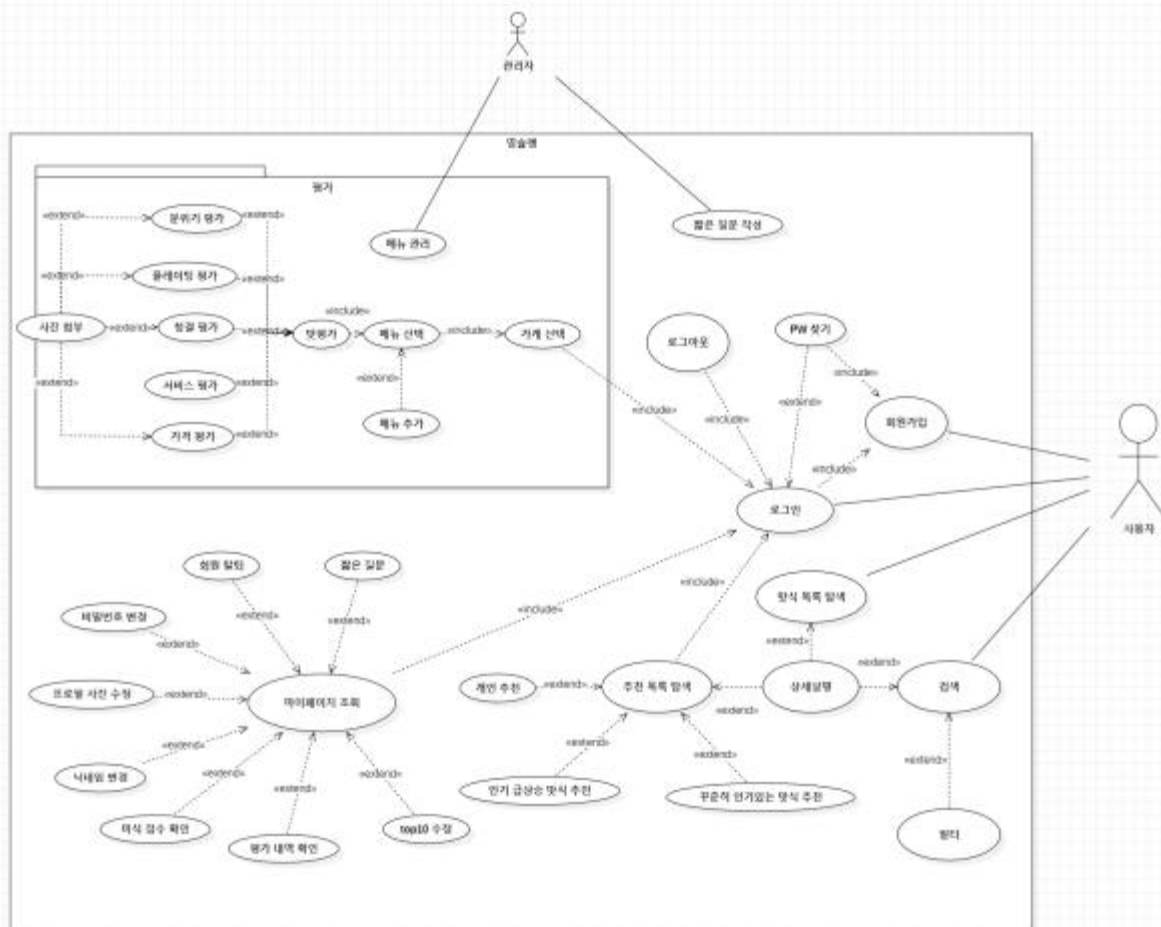 관리자
평가
«extend»
분위기 평가
«extend»
메뉴 관리
짧은 질문 작성
«extend»
플레이팅 평가
«extend»
사진 첨부
«extend»
청결 평가
«extend»
맛평가
«include»
메뉴 선택
«include»
가게 선택
로그아웃
PW 찾기
«extend»
서비스 평가
«extend»
«extend»
«include»
«include»
«extend»
«include»
가격 평가
«extend»
메뉴 추가
회원가입
«include»
로그인
사용자
회원 탈퇴
짧은 질문
«include»
«include»
맛식 목록 탐색
비밀번호 변경
«extend»
«extend»
«extend»
«extend»
«extend»
프로필 사진 수정
«extend»
마이페이지 조회
개인 추천
«extend»
추천 목록 탐색
«extend»
상세설명
검색
닉네임 변경
«extend»
«extend»
«extend»
«extend»
«extend»
«extend»
«extend»
«extend»
인기 급상승 맛식 추천
꾸준히 인기있는 맛식 추천
미식 점수 확인
평가 내역 확인
top10 수정
필터